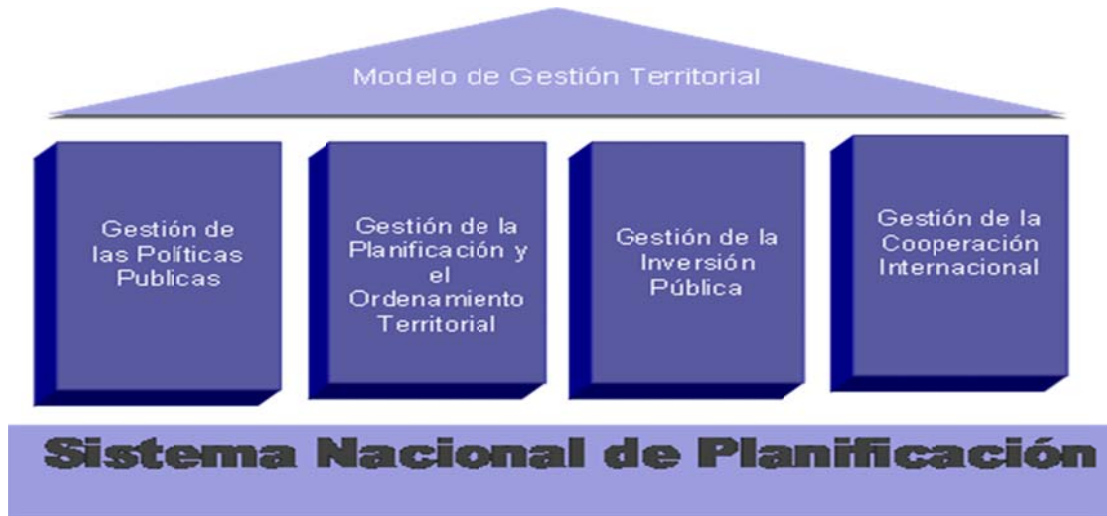 Modelo de Gestión Territorial
Gestión de
las Políticas
Publicas
Gestión de la
Planificación y
el
Ordenamiento
Territorial
Gestión de la
Inversión
Pública
Gestión de la
Cooperación
Internacional
Sistema Nacional de Planificación